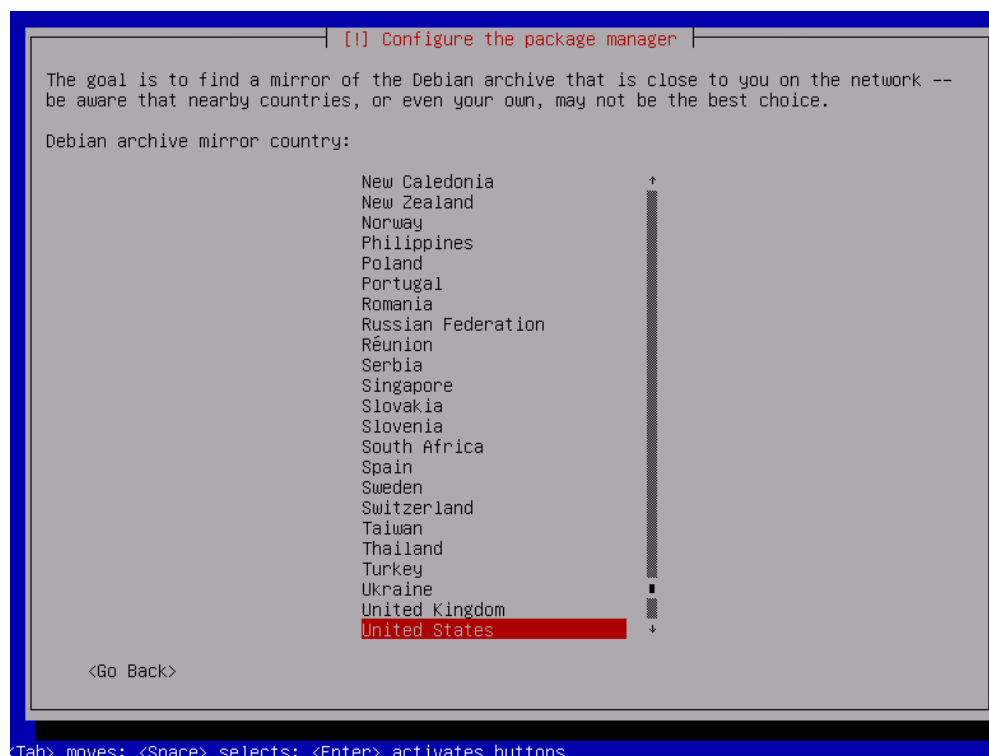 [!] Configure the package manager
The goal is to find a mirror of the Debian archive that is close to you on the network --
be aware that nearby countries, or even your own, may not be the best choice.
Debian archive mirror country:
New Caledonia
New Zealand
Norway
Philippines
Poland
Portugal
Romania
Russian Federation
Réunion
Serbia
Singapore
Slovakia
Slovenia
South Africa
Spain
Sweden
Switzerland
Taiwan
Thailand
Turkey
Ukraine
United Kingdom
United States
<Go Back>
<Tab> moves; <Space> selects; <Enter> activates buttons